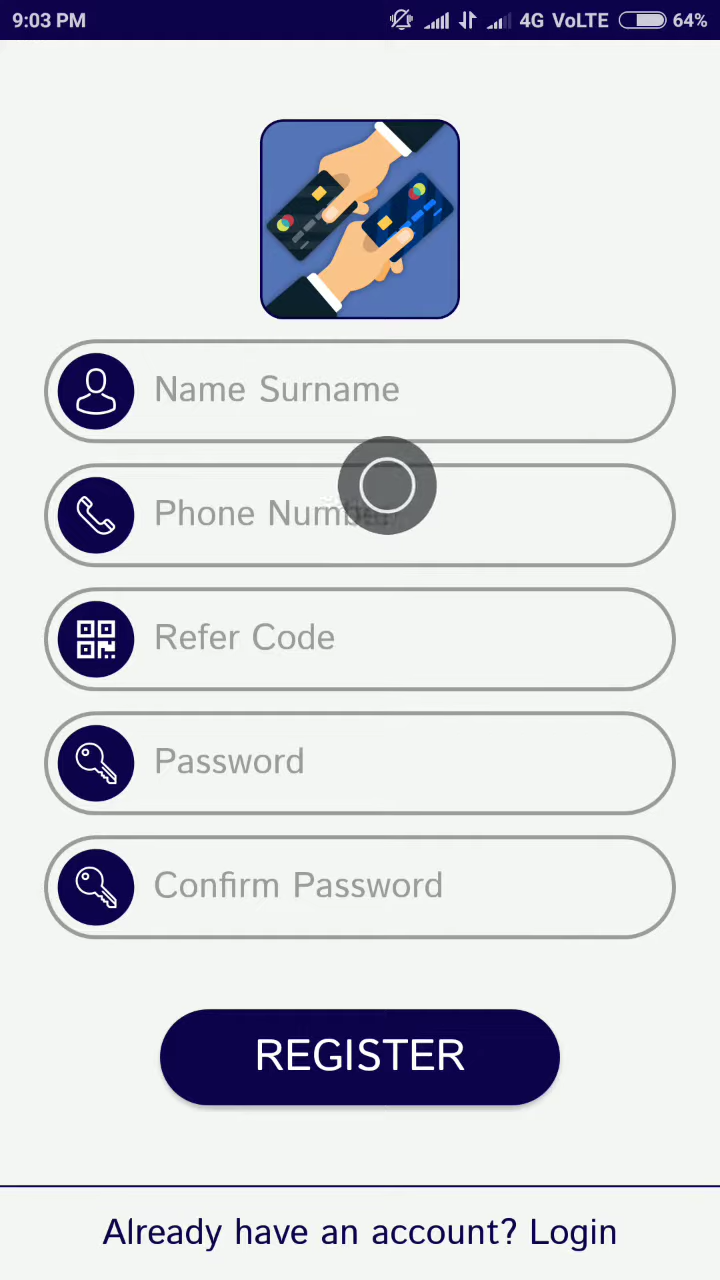 9:03 PM 4G VoLTE 64%
Name Surname
Phone Number
Refer Code
Password
Confirm Password
REGISTER
Already have an account? Login